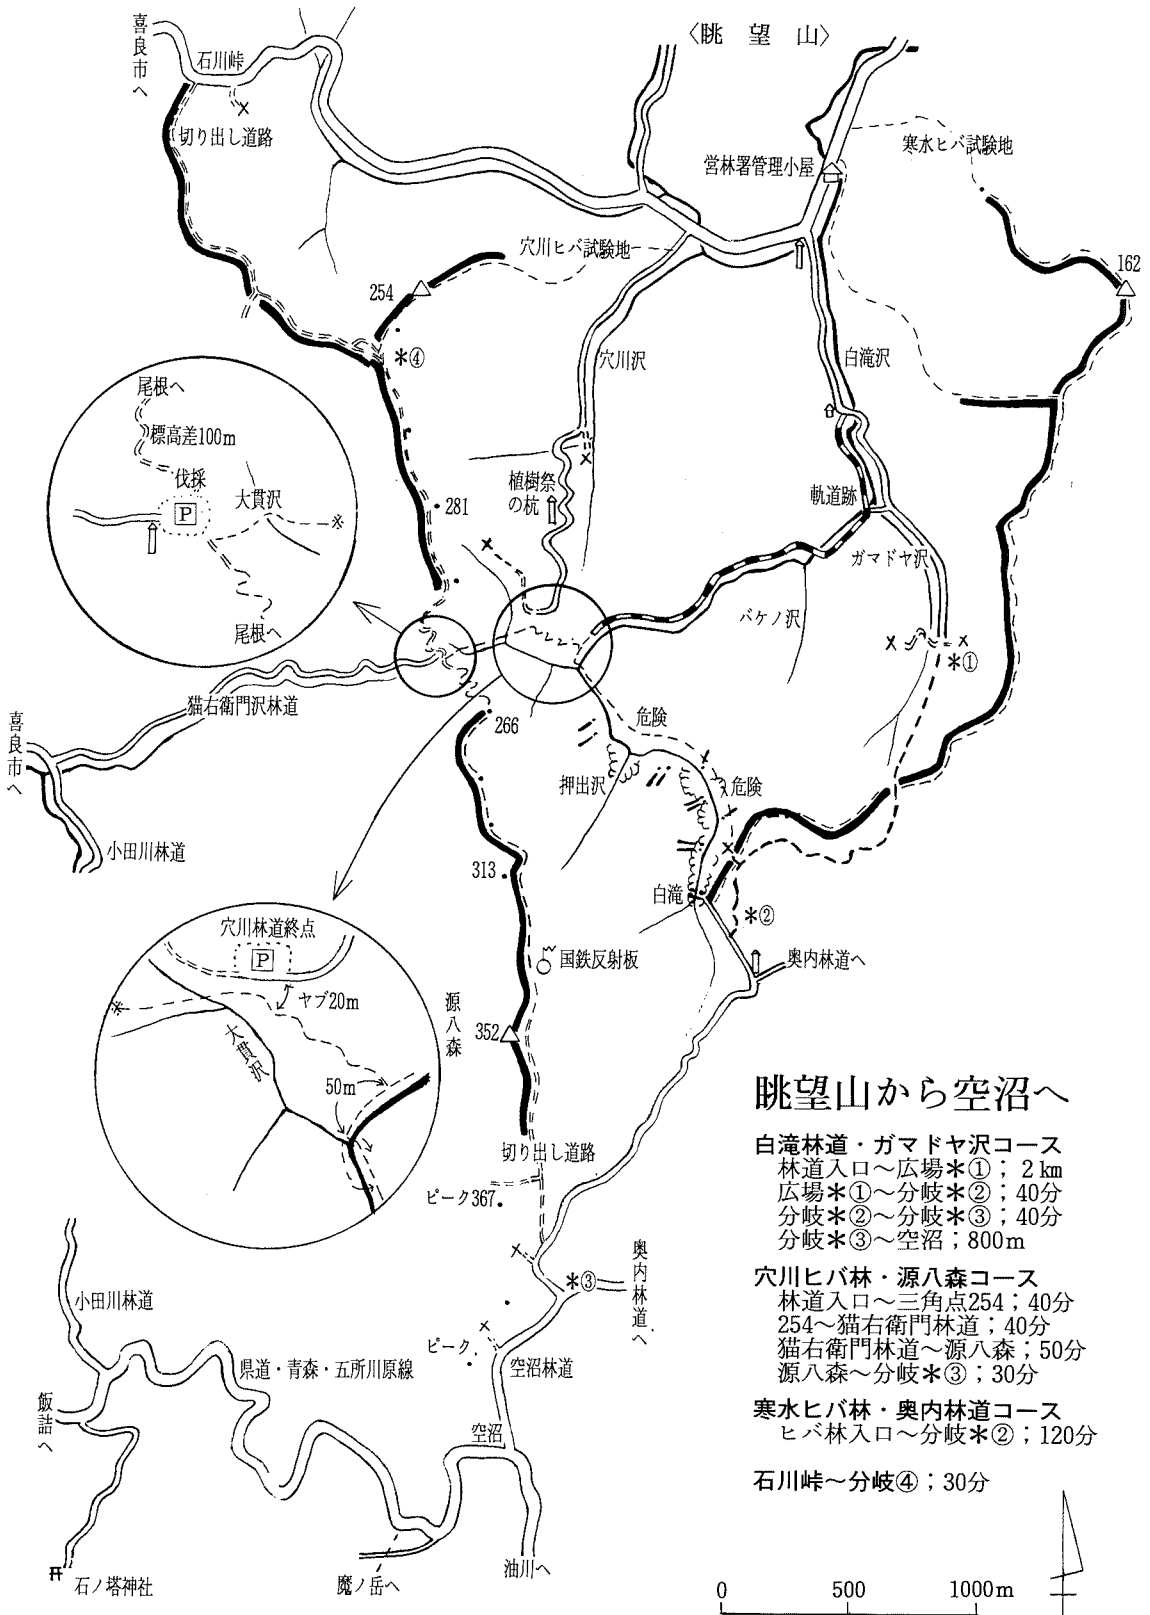 〈眺望山〉
喜良市へ
石川峠
切り出し道路
寒水ヒバ試験地
営林署管理小屋
穴川ヒバ試験地
162
254
＊④
穴川沢
白滝沢
尾根へ
標高差100m
伐採
P
大貫沢
尾根へ
281
植樹祭
の杭
軌道跡
ガマドヤ沢
バケノ沢
＊①
猫右衛門沢林道
266
危険
喜良市へ
押出沢
危険
小田川林道
313
白滝
＊②
穴川林道終点
P
ヤブ20m
大貫沢
50m
国鉄反射板
奥内林道へ
源八森
352
切り出し道路
ピーク367
眺望山から空沼へ
白滝林道・ガマドヤ沢コース
林道入口～広場＊①；2km
広場＊①～分岐＊②；40分
分岐＊②～分岐＊③；40分
分岐＊③～空沼；800m
穴川ヒバ林・源八森コース
林道入口～三角点254；40分
254～猫右衛門林道；40分
猫右衛門林道～源八森；50分
源八森～分岐＊③；30分
寒水ヒバ林・奥内林道コース
ヒバ林入口～分岐＊②；120分
石川峠～分岐④；30分
＊③
奥内林道へ
小田川林道
県道・青森・五所川原線
ピーク
空沼林道
飯詰へ
空沼
石ノ塔神社
魔ノ岳へ
油川へ
0 500 1000m